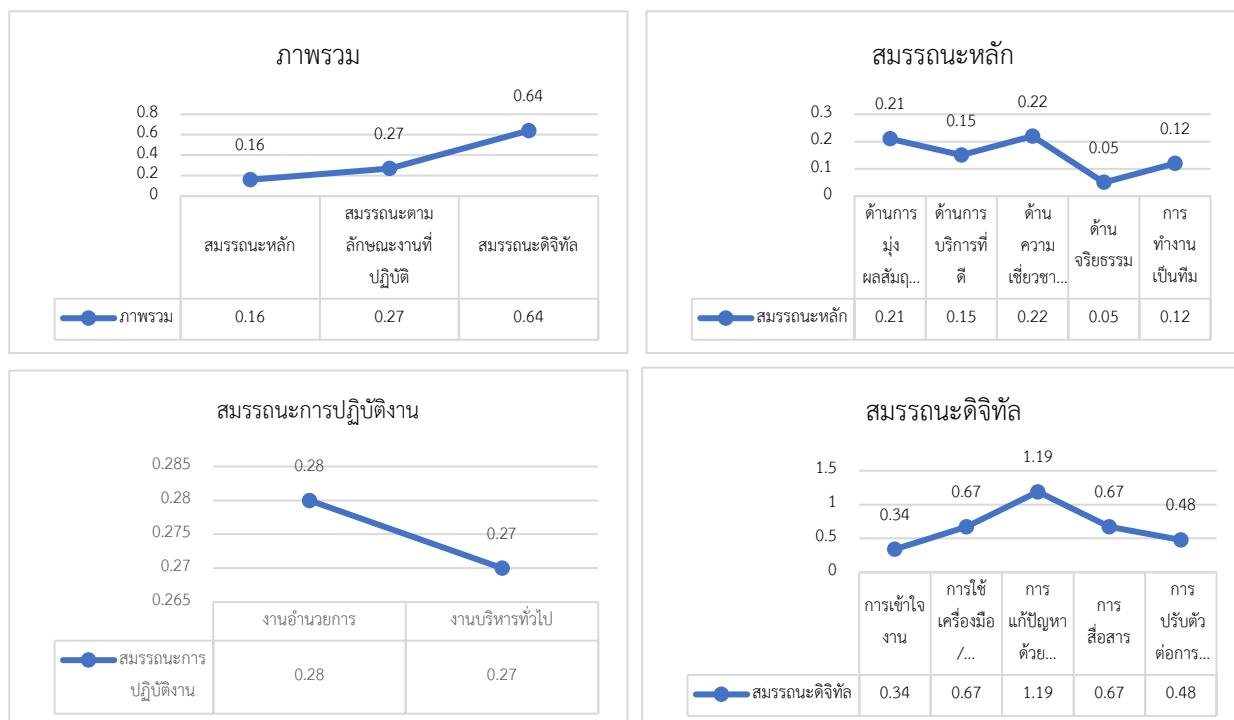 ภาพรวม
0.8
0.6
0.4
0.2
0
0.16
0.27
0.64
สมรรถนะหลัก
สมรรถนะตาม
ลักษณะงานที่
ปฏิบัติ
สมรรถนะดิจิทัล
ภาพรวม
0.16
0.27
0.64
สมรรถนะหลัก
0.3
0.2
0.1
0
0.21
0.15
0.22
0.05
0.12
ด้านการ
มุ่ง
ผลสัมฤ...
ด้านการ
บริการที่
ดี
ด้าน
ความ
เชี่ยวชา...
ด้าน
จริยธรรม
การ
ทำงาน
เป็นทีม
สมรรถนะหลัก
0.21
0.15
0.22
0.05
0.12
สมรรถนะการปฏิบัติงาน
0.285
0.28
0.275
0.27
0.265
0.28
0.27
งานอำนวยการ
งานบริหารทั่วไป
สมรรถนะการ
ปฏิบัติงาน
0.28
0.27
สมรรถนะดิจิทัล
1.5
1
0.5
0
0.34
0.67
1.19
0.67
0.48
การเข้าใจ
งาน
การใช้
เครื่องมือ
/...
การ
แก้ปัญหา
ด้วย...
การ
สื่อสาร
การ
ปรับตัว
ต่อการ...
สมรรถนะดิจิทัล
0.34
0.67
1.19
0.67
0.48